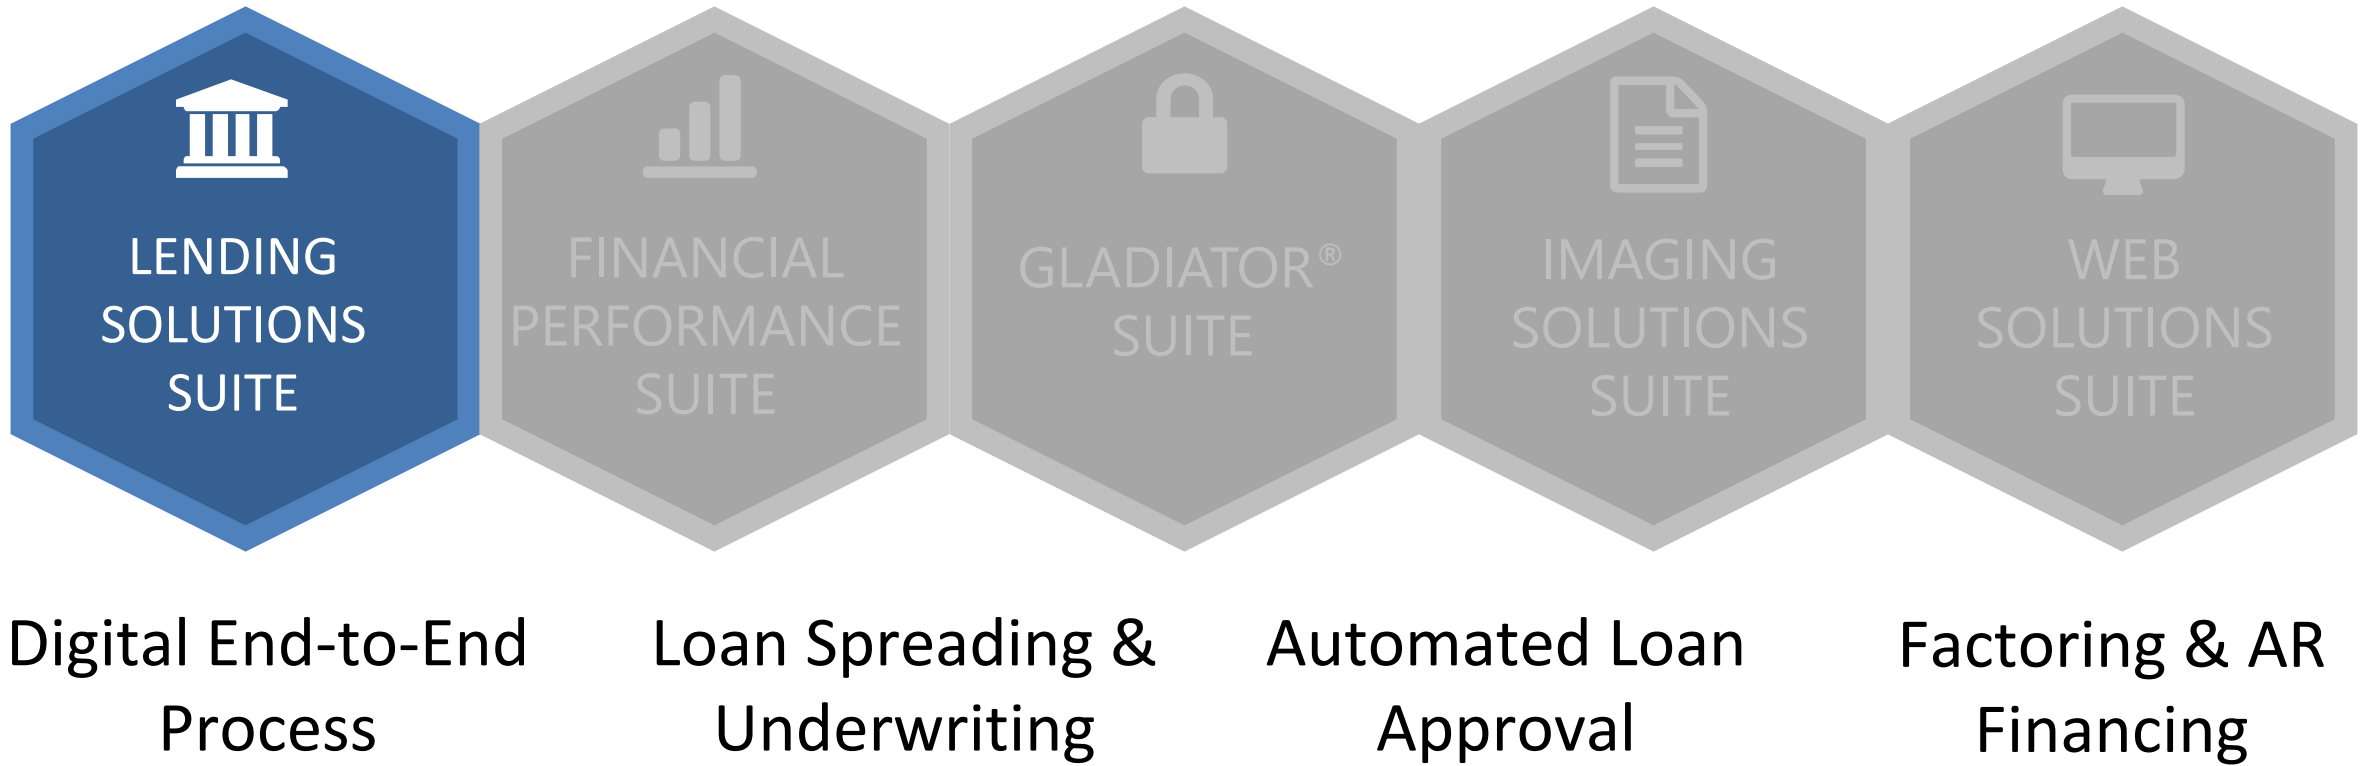 LENDING
SOLUTIONS
SUITE
FINANCIAL
PERFORMANCE
SUITE
GLADIATOR®
SUITE
IMAGING
SOLUTIONS
SUITE
WEB
SOLUTIONS
SUITE
Digital End-to-End
Process
Loan Spreading &
Underwriting
Automated Loan
Approval
Factoring & AR
Financing